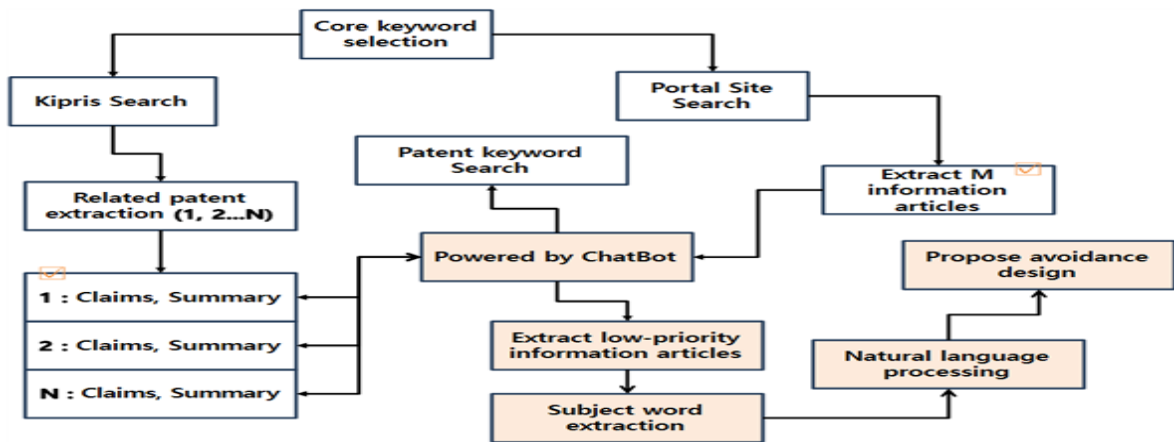 Core keyword
selection
Kipris Search
Portal Site
Search
Patent keyword
Search
Extract M
information
articles
Related patent
extraction (1, 2...N)
Powered by ChatBot
Propose avoidance
design
1 : Claims, Summary
2 : Claims, Summary
N : Claims, Summary
Extract low-priority
information articles
Natural language
processing
Subject word
extraction